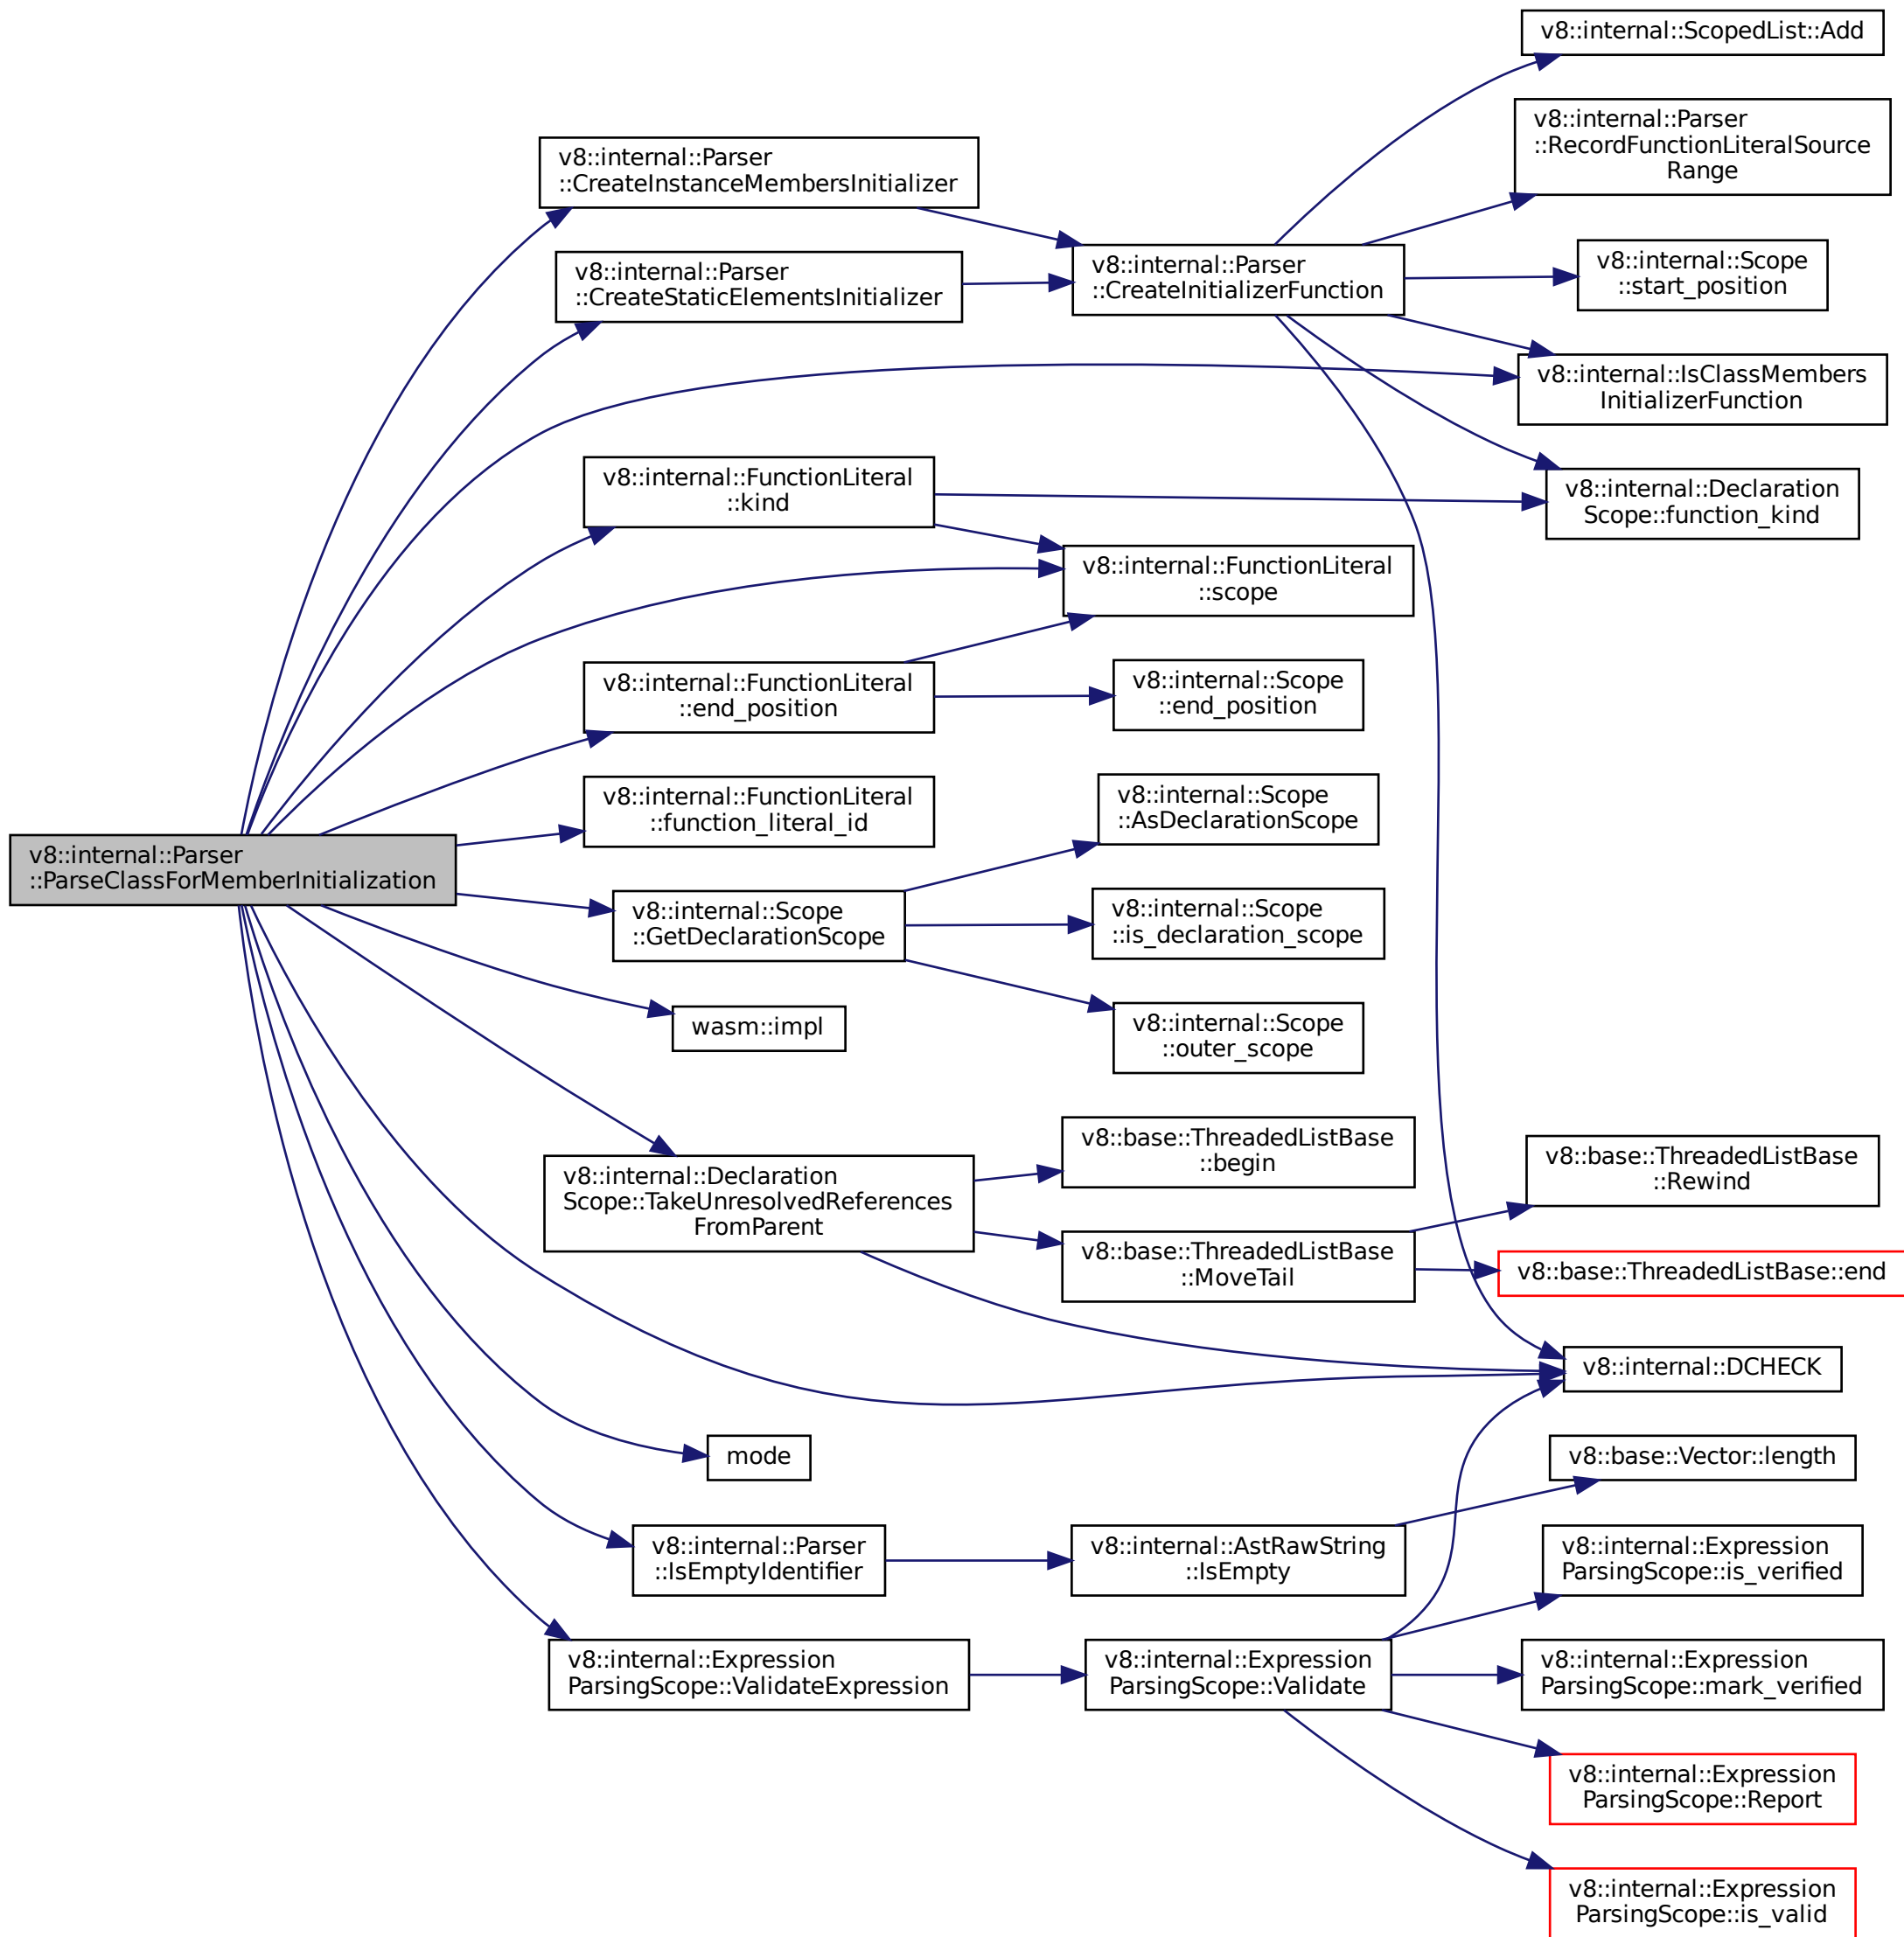 v8::internal::ScopedList::Add
v8::internal::Parser
::RecordFunctionLiteralSource
Range
v8::internal::Parser
::CreateInstanceMembersInitializer
v8::internal::Parser
::CreateStaticElementsInitializer
v8::internal::Parser
::CreateInitializerFunction
v8::internal::Scope
::start_position
v8::internal::IsClassMembers
InitializerFunction
v8::internal::FunctionLiteral
::kind
v8::internal::Declaration
Scope::function_kind
v8::internal::FunctionLiteral
::scope
v8::internal::FunctionLiteral
::end_position
v8::internal::Scope
::end_position
v8::internal::FunctionLiteral
::function_literal_id
v8::internal::Scope
::AsDeclarationScope
v8::internal::Parser
::ParseClassForMemberInitialization
v8::internal::Scope
::GetDeclarationScope
v8::internal::Scope
::is_declaration_scope
wasm::impl
v8::internal::Scope
::outer_scope
v8::internal::Declaration
Scope::TakeUnresolvedReferences
FromParent
v8::base::ThreadedListBase
::begin
v8::base::ThreadedListBase
::MoveTail
v8::base::ThreadedListBase
::Rewind
v8::base::ThreadedListBase::end
v8::internal::DCHECK
mode
v8::base::Vector::length
v8::internal::Parser
::IsEmptyIdentifier
v8::internal::AstRawString
::IsEmpty
v8::internal::Expression
ParsingScope::is_verified
v8::internal::Expression
ParsingScope::ValidateExpression
v8::internal::Expression
ParsingScope::Validate
v8::internal::Expression
ParsingScope::mark_verified
v8::internal::Expression
ParsingScope::Report
v8::internal::Expression
ParsingScope::is_valid